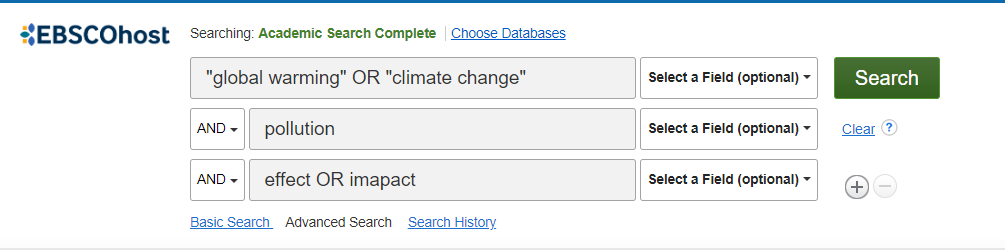 EBSCOhost Searching: Academic Search Complete Choose Databases
"global warming" OR "climate change" Select a Field (optional) Search
AND pollution Select a Field (optional) Clear ?
AND effect OR imapact Select a Field (optional)
Basic Search Advanced Search Search History